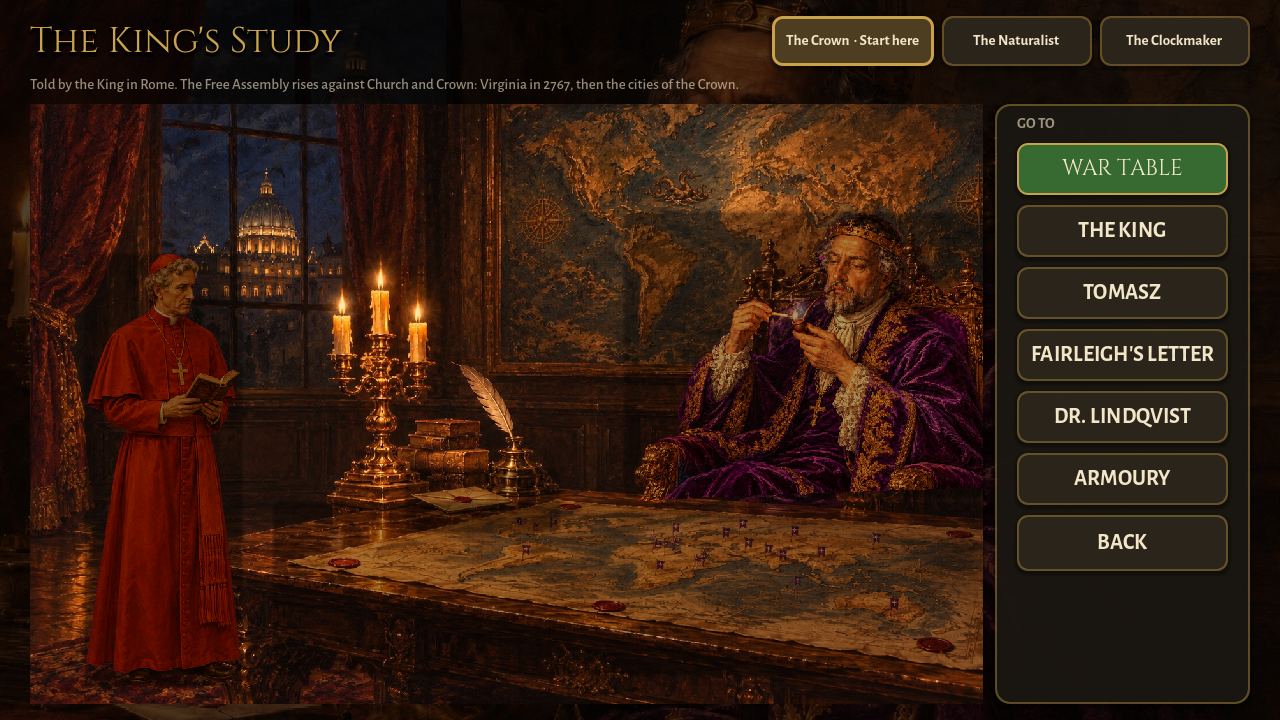 The King's Study
The Crown · Start here
The Naturalist
The Clockmaker
Told by the King in Rome. The Free Assembly rises against Church and Crown: Virginia in 2767, then the cities of the Crown.
GO TO
WAR TABLE
THE KING
TOMASZ
FAIRLEIGH'S LETTER
DR. LINDQVIST
ARMOURY
BACK